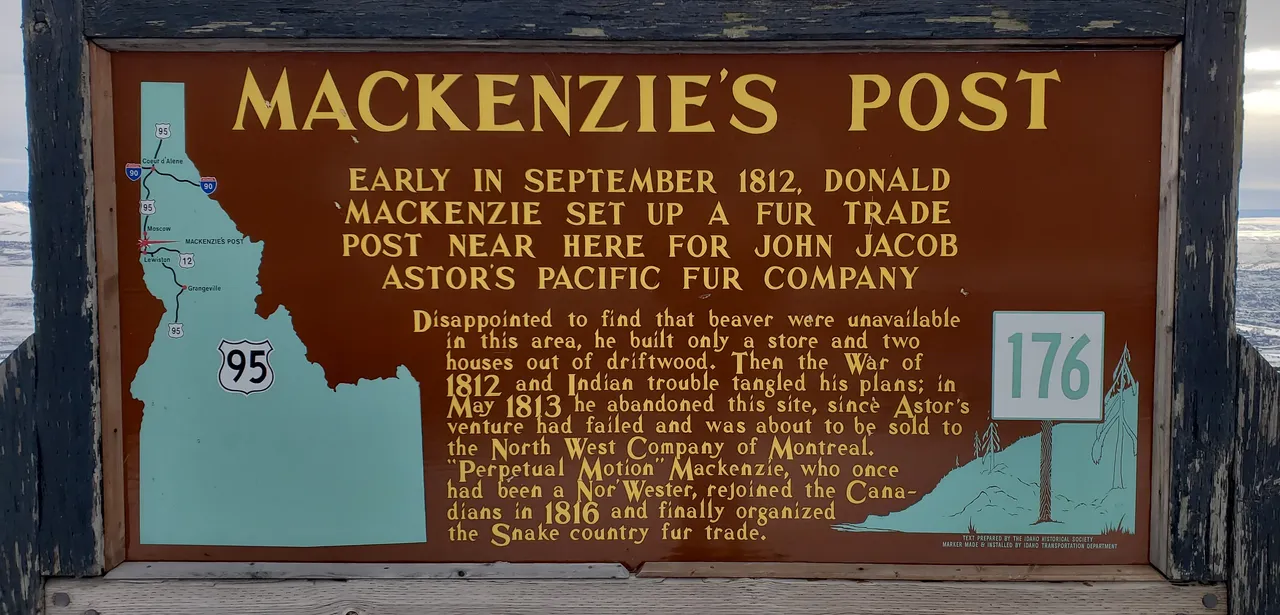 MACKENZIE'S POST
EARLY IN SEPTEMBER 1812, DONALD
MACKENZIE SET UP A FUR TRADE
POST NEAR HERE FOR JOHN JACOB
ASTOR'S PACIFIC FUR COMPANY
Disappointed to find that beaver were unavailable
in this area, he built only a store and two
houses out of driftwood. Then the War of
1812 and Indian trouble tangled his plans; in
May 1813 he abandoned this site, since Astor's
venture had failed and was about to be sold to
the North West Company of Montreal.
"Perpetual Motion" Mackenzie, who once
had been a Nor'Wester, rejoined the Cana-
dians in 1816 and finally organized
the Snake country fur trade.
95
Coeur d'Alene
90
90
95
Moscow
MACKENZIE'S POST
Lewiston
12
Grangeville
95
95
176
TEXT PREPARED BY THE IDAHO HISTORICAL SOCIETY
MARKER MADE & INSTALLED BY IDAHO TRANSPORTATION DEPARTMENT